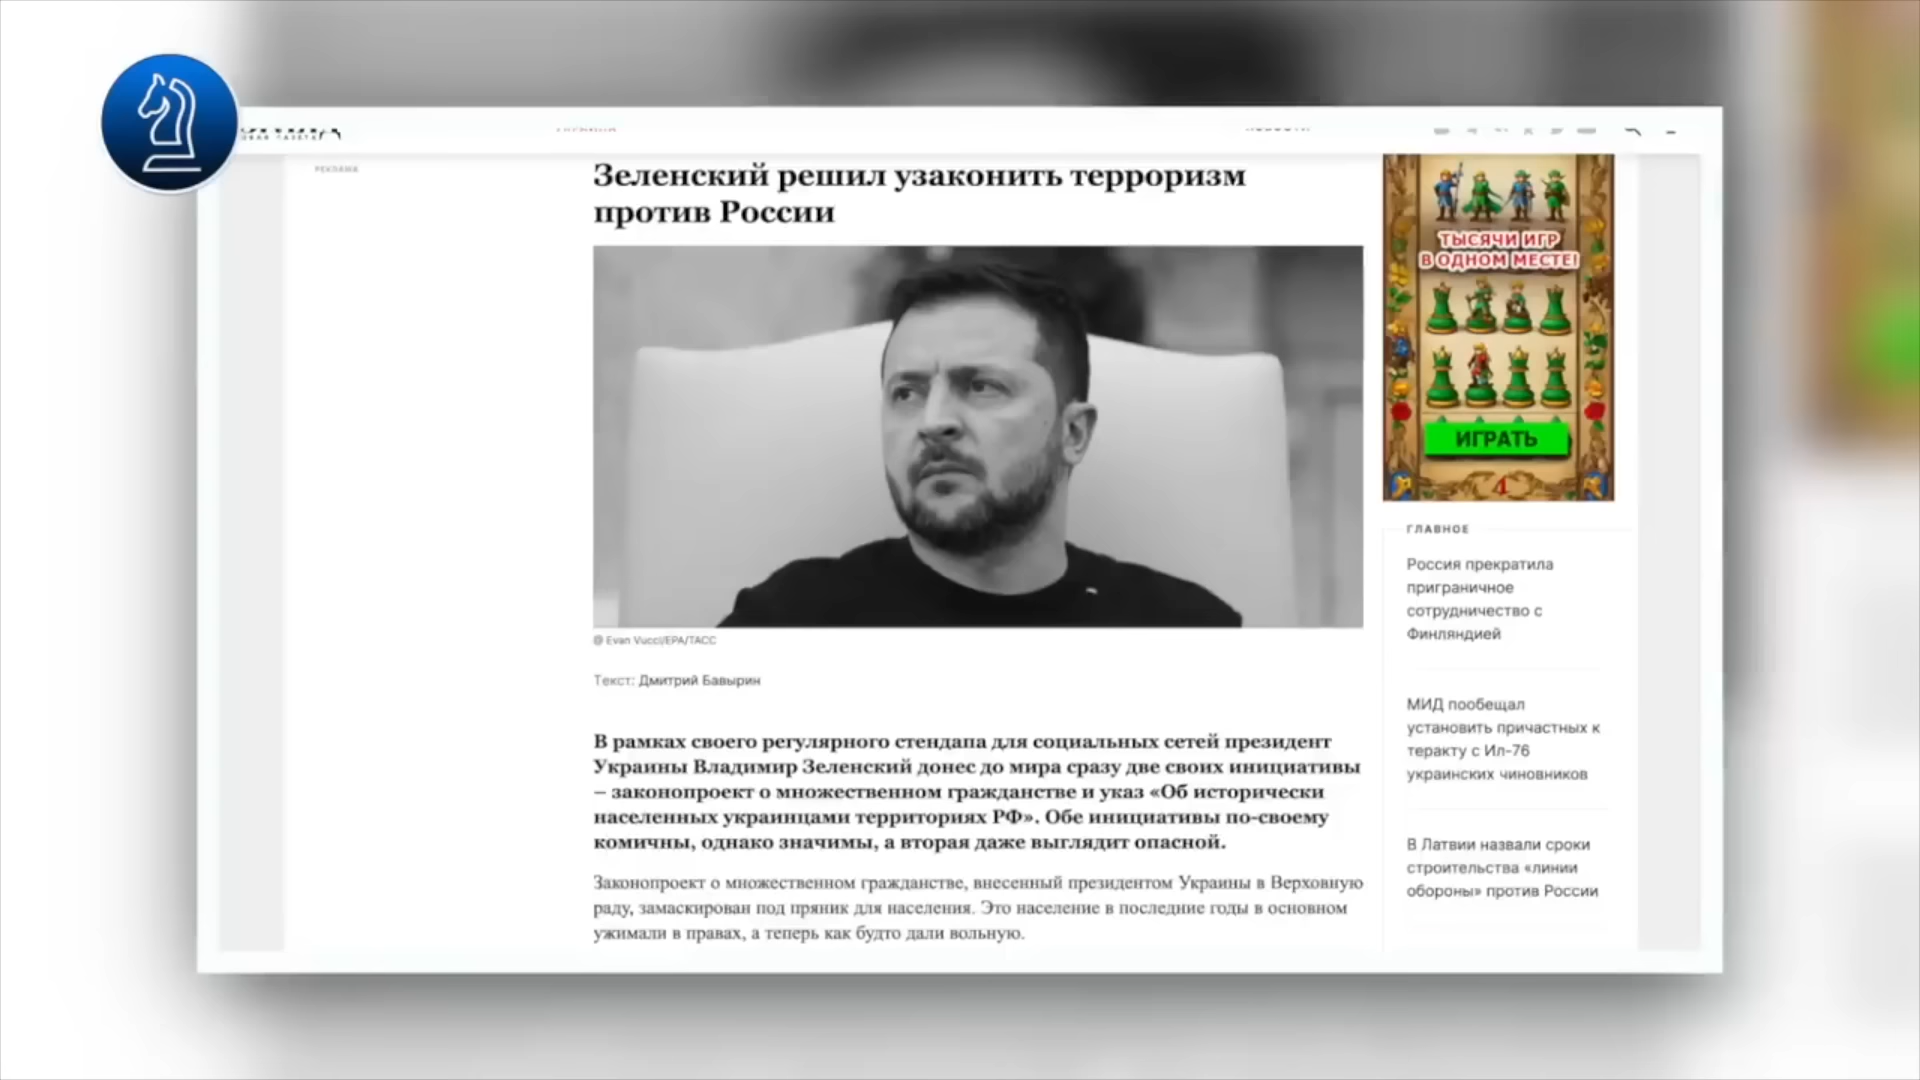 РЕКЛАМА
Зеленский решил узаконить терроризм
против России
@ Evan Vucci/EPA/ТАСС
Текст: Дмитрий Бавырин
В рамках своего регулярного стендапа для социальных сетей президент
Украины Владимир Зеленский донес до мира сразу две своих инициативы
– законопроект о множественном гражданстве и указ «Об исторически
населенных украинцами территориях РФ». Обе инициативы по-своему
комичны, однако значимы, а вторая даже выглядит опасной.
Законопроект о множественном гражданстве, внесенный президентом Украины в Верховную
раду, замаскирован под пряник для населения. Это население в последние годы в основном
ужимали в правах, а теперь как будто дали вольную.
ТЫСЯЧИ ИГР
В ОДНОМ МЕСТЕ!
ИГРАТЬ
ГЛАВНОЕ
Россия прекратила
приграничное
сотрудничество с
Финляндией
МИД пообещал
установить причастных к
теракту с Ил-76
украинских чиновников
В Латвии назвали сроки
строительства «линии
обороны» против России